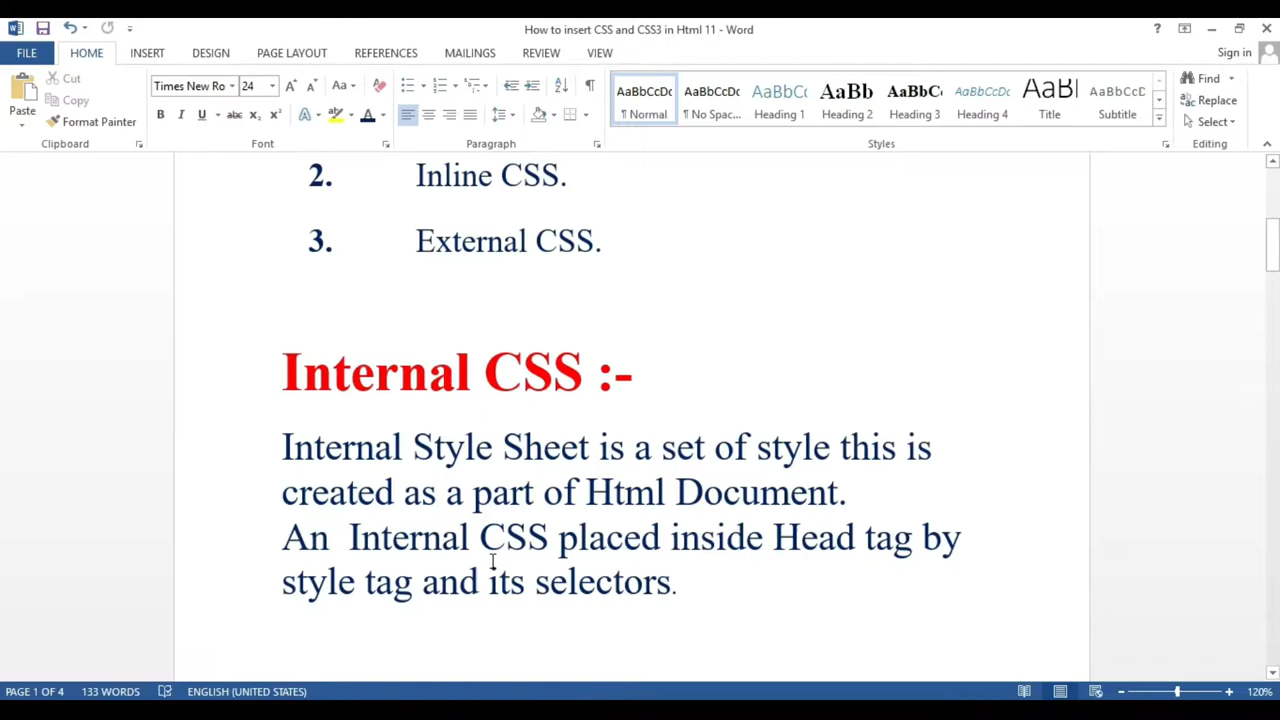 How to insert CSS and CSS3 in Html 11 - Word
FILE HOME INSERT DESIGN PAGE LAYOUT REFERENCES MAILINGS REVIEW VIEW Sign in
Paste
Cut
Copy
Format Painter
Clipboard
Times New Ro 24
Font
Paragraph
AaBbCcDc AaBbCcDc AaBbCc AaBb AaBbCc AaBbCcDc AaBl AaBbCcD
¶ Normal ¶ No Spac... Heading 1 Heading 2 Heading 3 Heading 4 Title Subtitle
Styles
Find
Replace
Select
Editing
2. Inline CSS.
3. External CSS.
Internal CSS :-
Internal Style Sheet is a set of style this is
created as a part of Html Document.
An Internal CSS placed inside Head tag by
style tag and its selectors.
PAGE 1 OF 4 133 WORDS ENGLISH (UNITED STATES) 120%